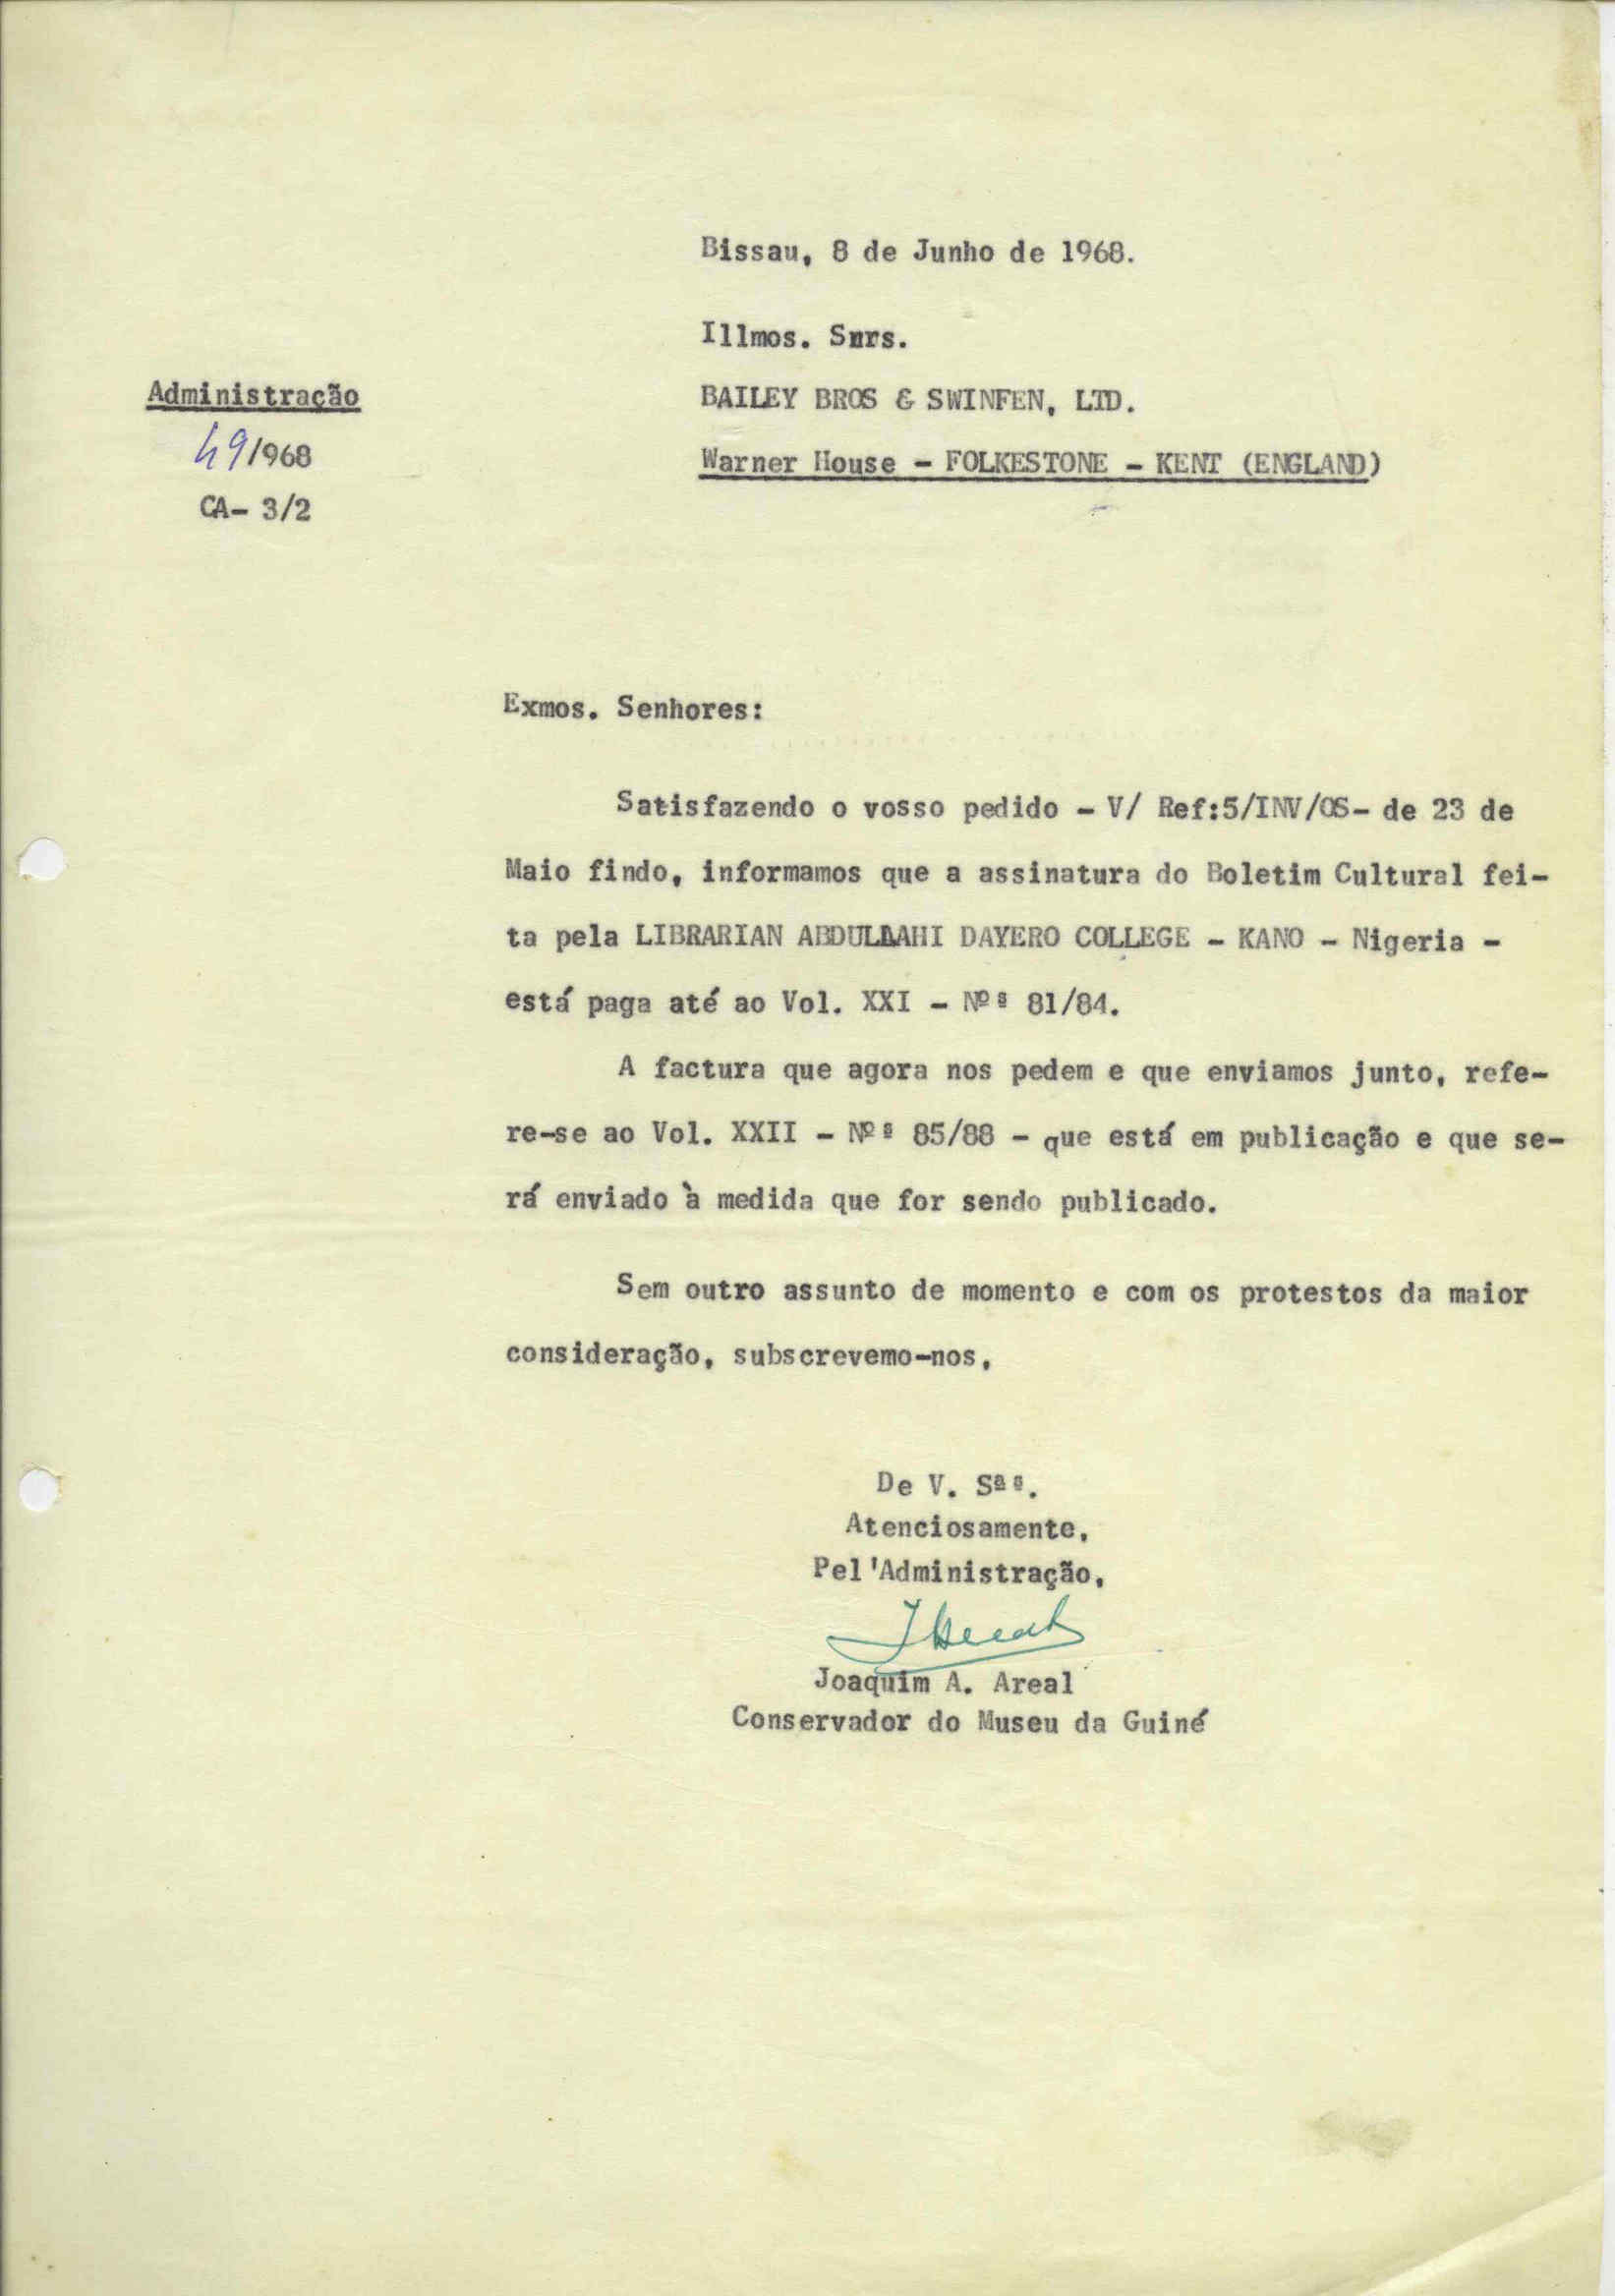 Bissau, 8 de Junho de 1968.
Illmos. Snrs.
Administração
BAILEY BROS & SWINFEN, LTD.
49/968
Warner House - FOLKESTONE - KENT (ENGLAND)
CA- 3/2
Exmos. Senhores:
Satisfazendo o vosso pedido - V/ Ref:5/INV/OS- de 23 de
Maio findo, informamos que a assinatura do Boletim Cultural fei-
ta pela LIBRARIAN ABDULLAHI DAYERO COLLEGE - KANO - Nigeria -
está paga até ao Vol. XXI - Nºs 81/84.
A factura que agora nos pedem e que enviamos junto, refe-
re-se ao Vol. XXII - Nºs 85/88 - que está em publicação e que se-
rá enviado à medida que for sendo publicado.
Sem outro assunto de momento e com os protestos da maior
consideração, subscrevemo-nos,
De V. Sªs.
Atenciosamente,
Pel'Administração,
Joaquim A. Areal
Conservador do Museu da Guiné